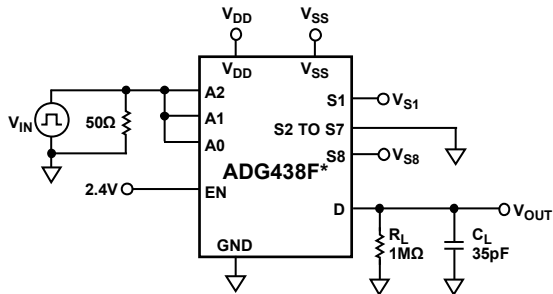 VDD VSS
VDD VSS
A2
A1
A0
VIN
50Ω
2.4V
EN
S1
VS1
S2 TO S7
S8
VS8
ADG438F*
D
VOUT
GND
RL
1MΩ
CL
35pF